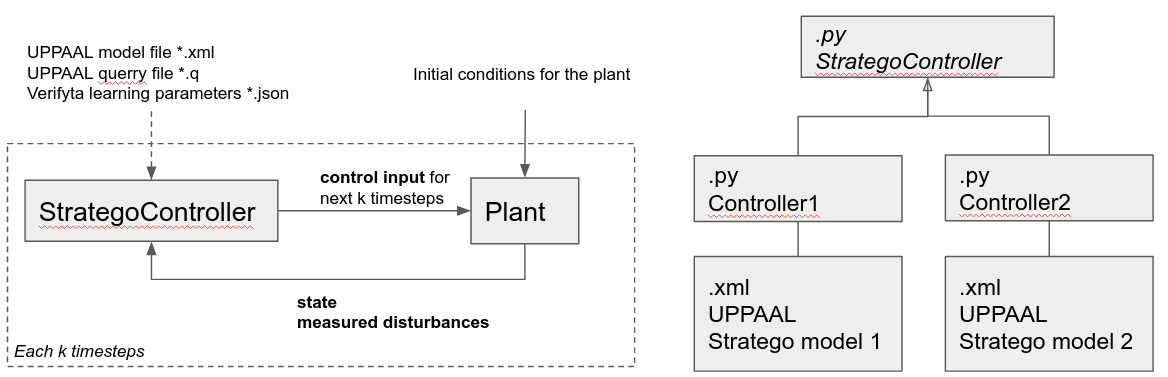 UPPAAL model file *.xml
UPPAAL querry file *.q
Verifyta learning parameters *.json
Initial conditions for the plant
StrategoController
control input for
next k timesteps
Plant
state
measured disturbances
Each k timesteps
.py
StrategoController
.py
Controller1
.py
Controller2
.xml
UPPAAL
Stratego model 1
.xml
UPPAAL
Stratego model 2